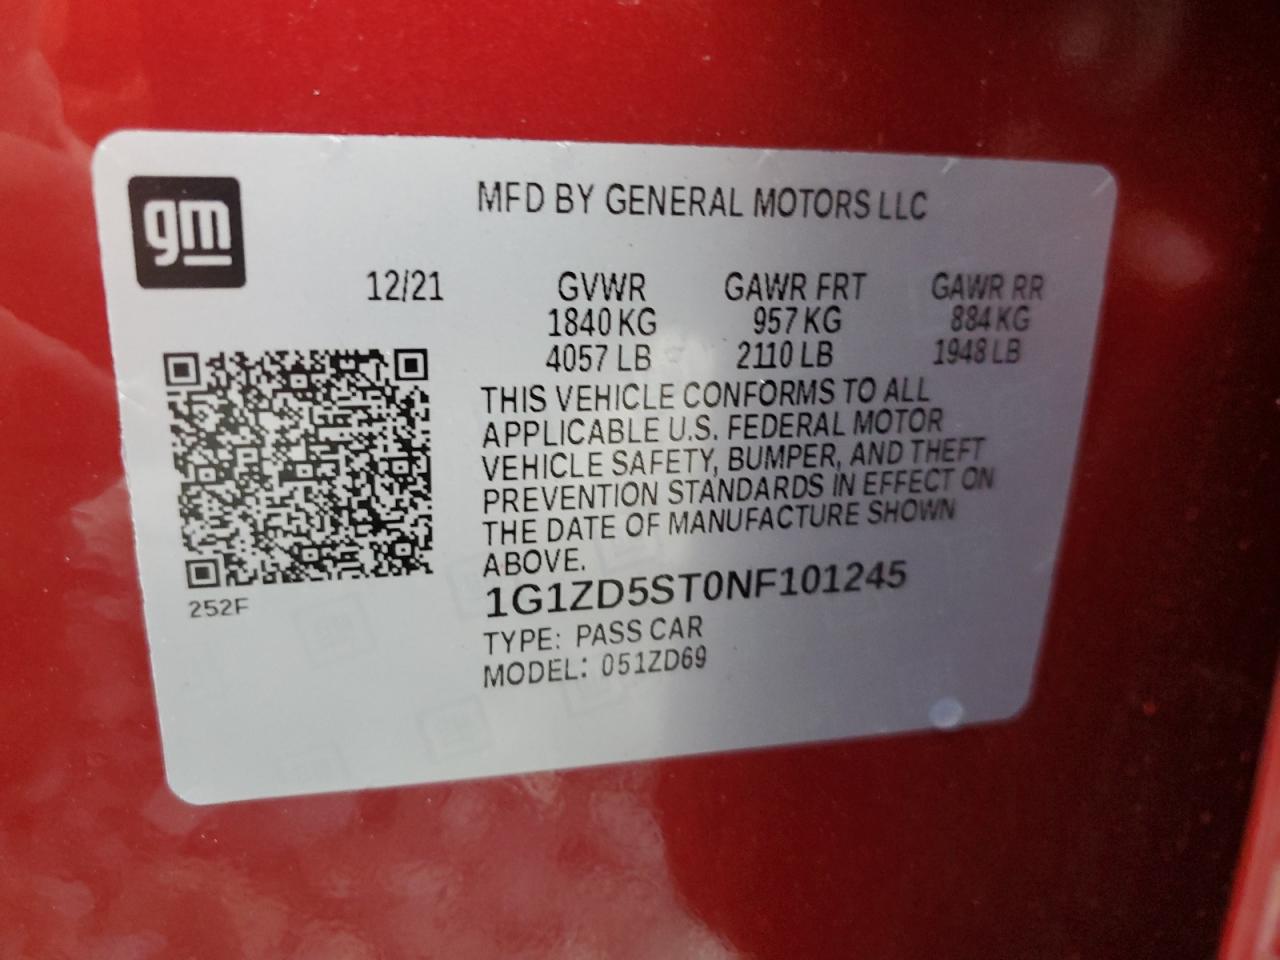 gm
MFD BY GENERAL MOTORS LLC
12/21 GVWR GAWR FRT GAWR RR
1840 KG 957 KG 884 KG
4057 LB 2110 LB 1948 LB
THIS VEHICLE CONFORMS TO ALL
APPLICABLE U.S. FEDERAL MOTOR
VEHICLE SAFETY, BUMPER, AND THEFT
PREVENTION STANDARDS IN EFFECT ON
THE DATE OF MANUFACTURE SHOWN
ABOVE.
252F
1G1ZD5ST0NF101245
TYPE: PASS CAR
MODEL: 051ZD69